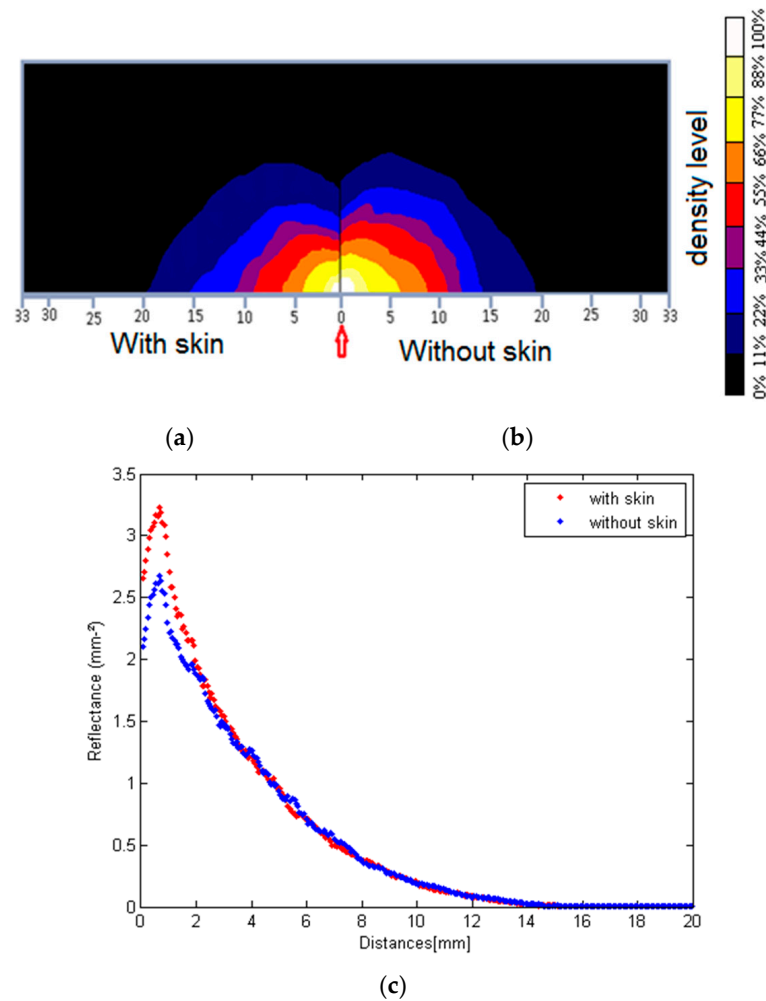 33 30 25 20 15 10 5 0 5 10 15 20 25 30 33
With skin
Without skin
density level
0% 11% 22% 33% 44% 55% 66% 77% 88% 100%
(a)
(b)
3.5
3
2.5
2
1.5
1
0.5
0
Reflectance (mm-²)
with skin
without skin
0 2 4 6 8 10 12 14 16 18 20
Distances[mm]
(c)